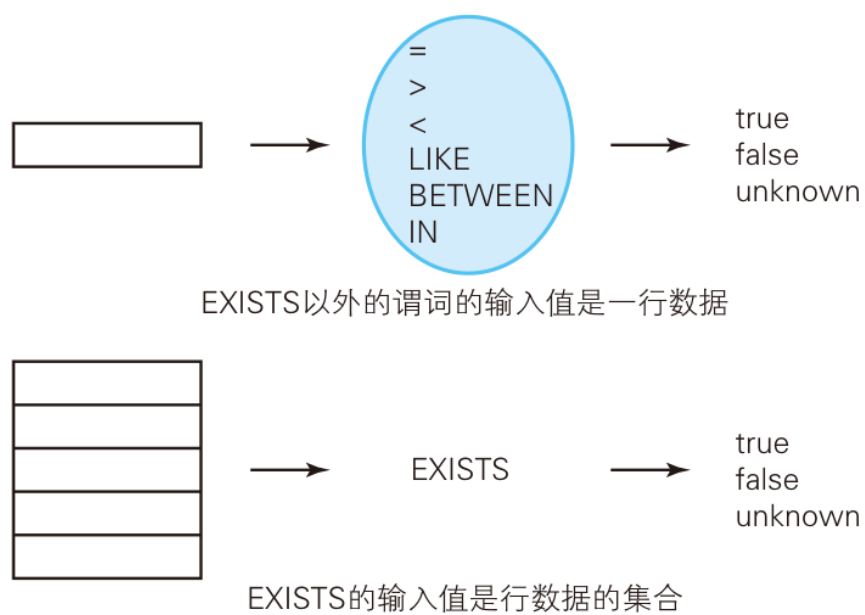 =
>
<
LIKE
BETWEEN
IN
true
false
unknown
EXISTS以外的谓词的输入值是一行数据
EXISTS
true
false
unknown
EXISTS的输入值是行数据的集合